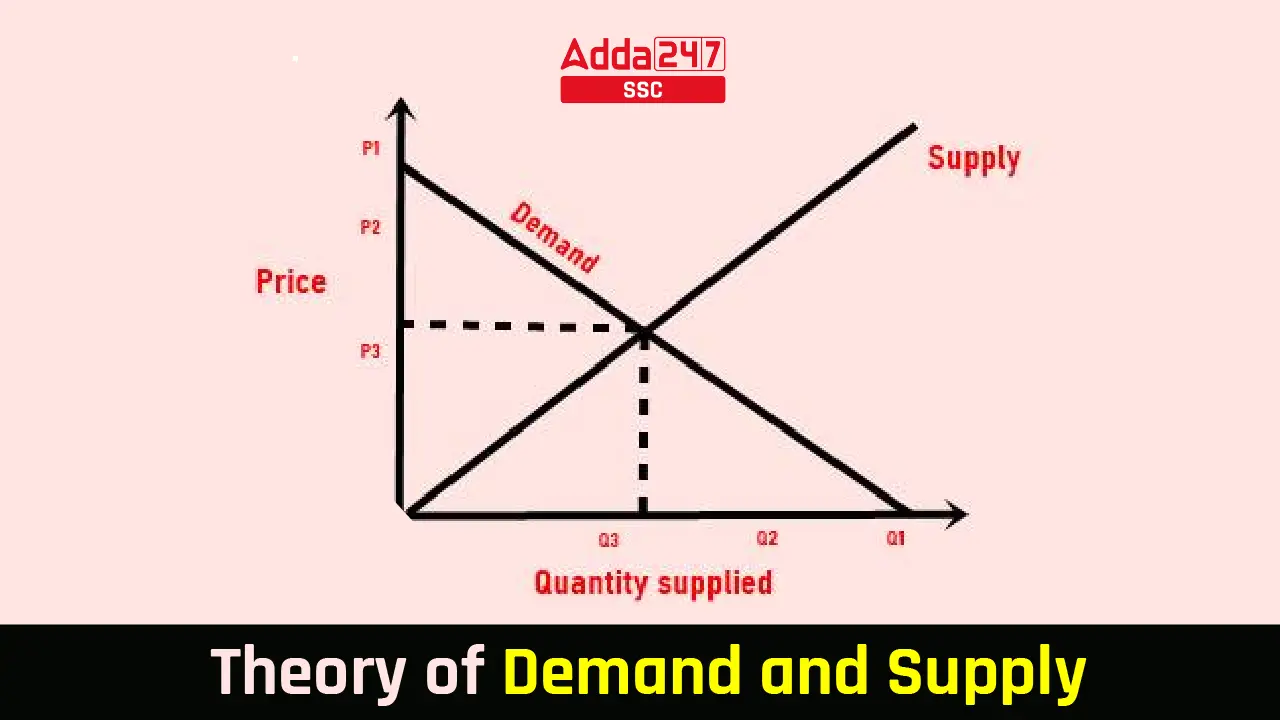 Adda247
SSC
P1
Supply
Demand
P2
Price
P3
Q3 Q2 Q1
Quantity supplied
Theory of Demand and Supply